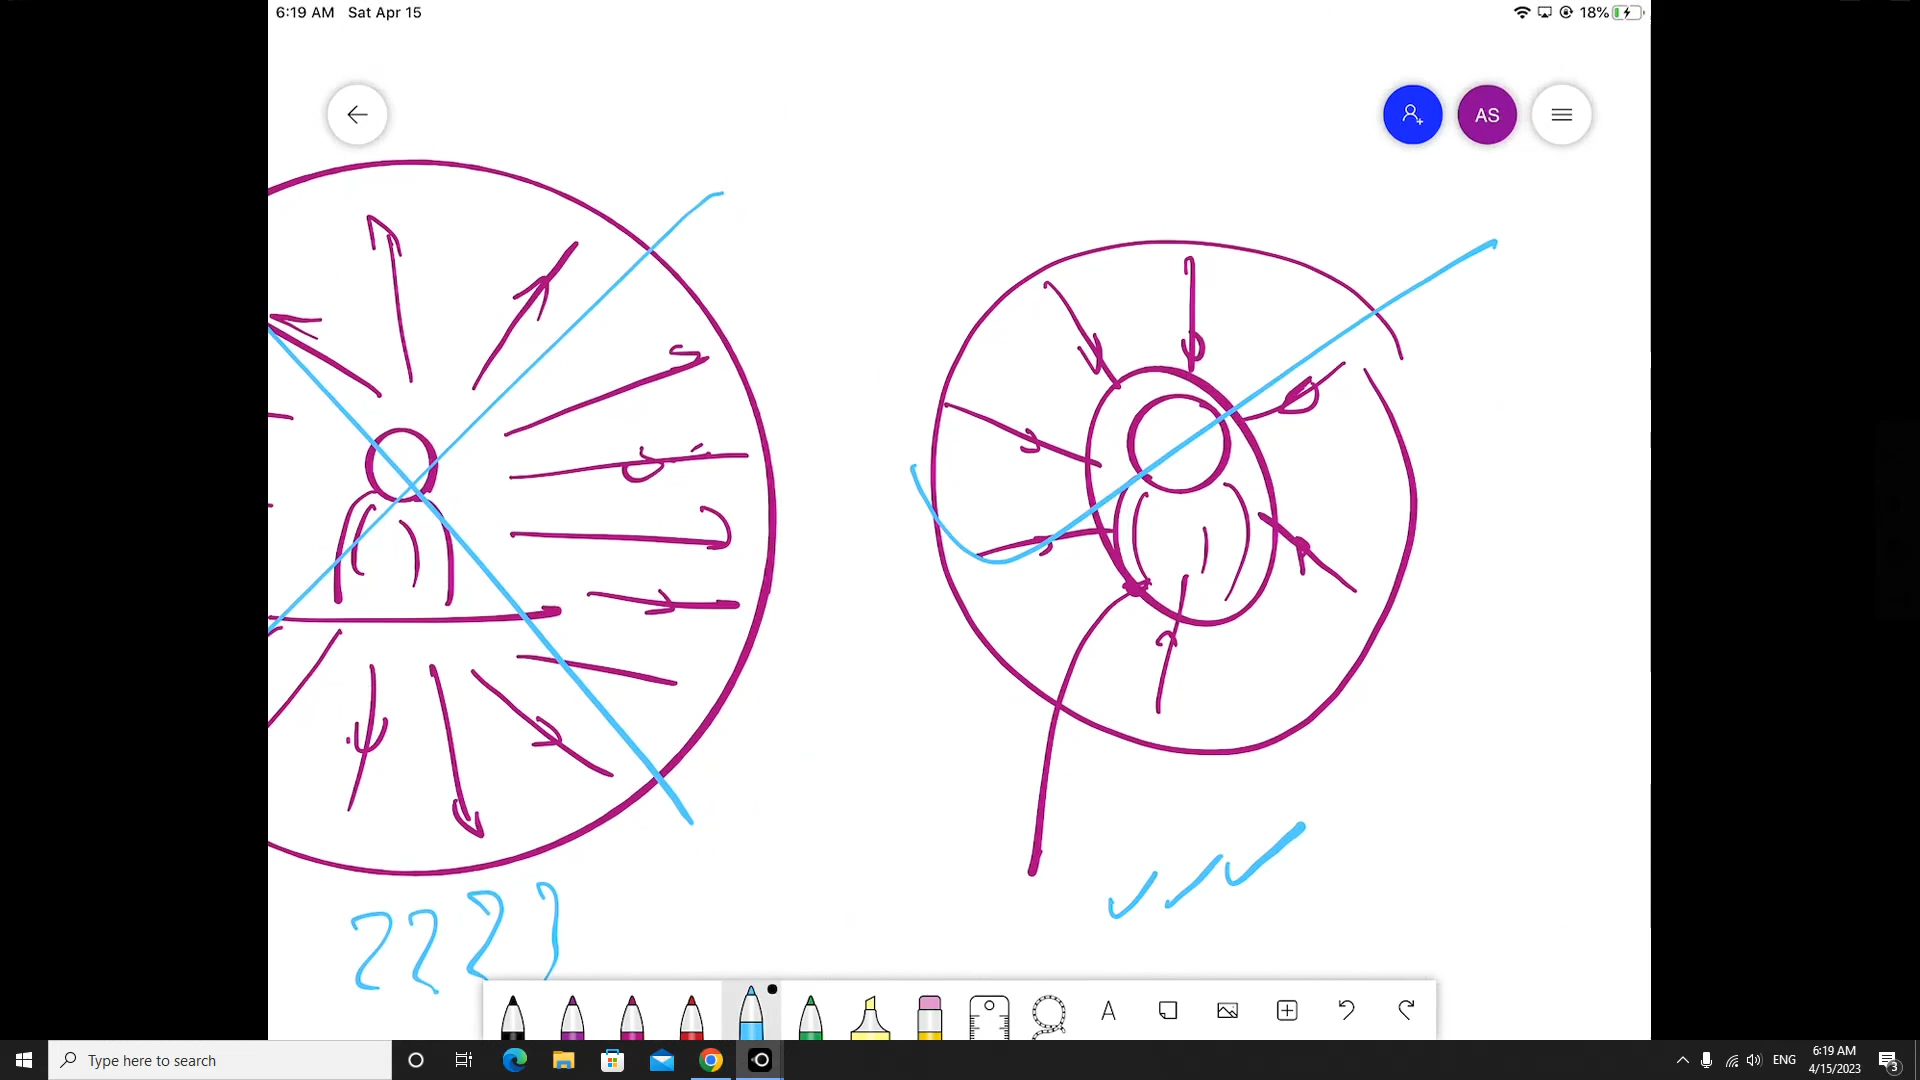 6:19 AM Sat Apr 15
18%
AS
A
Type here to search
ENG
6:19 AM
4/15/2023
3